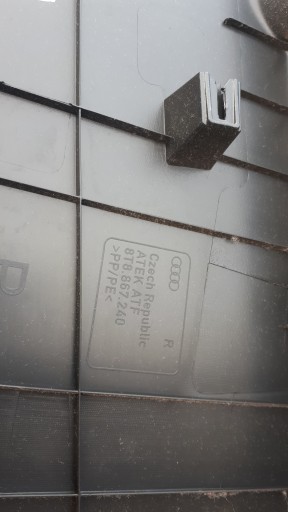 R
Czech Republic
ATEK ATF
8T8.867.240
>PP/PE<